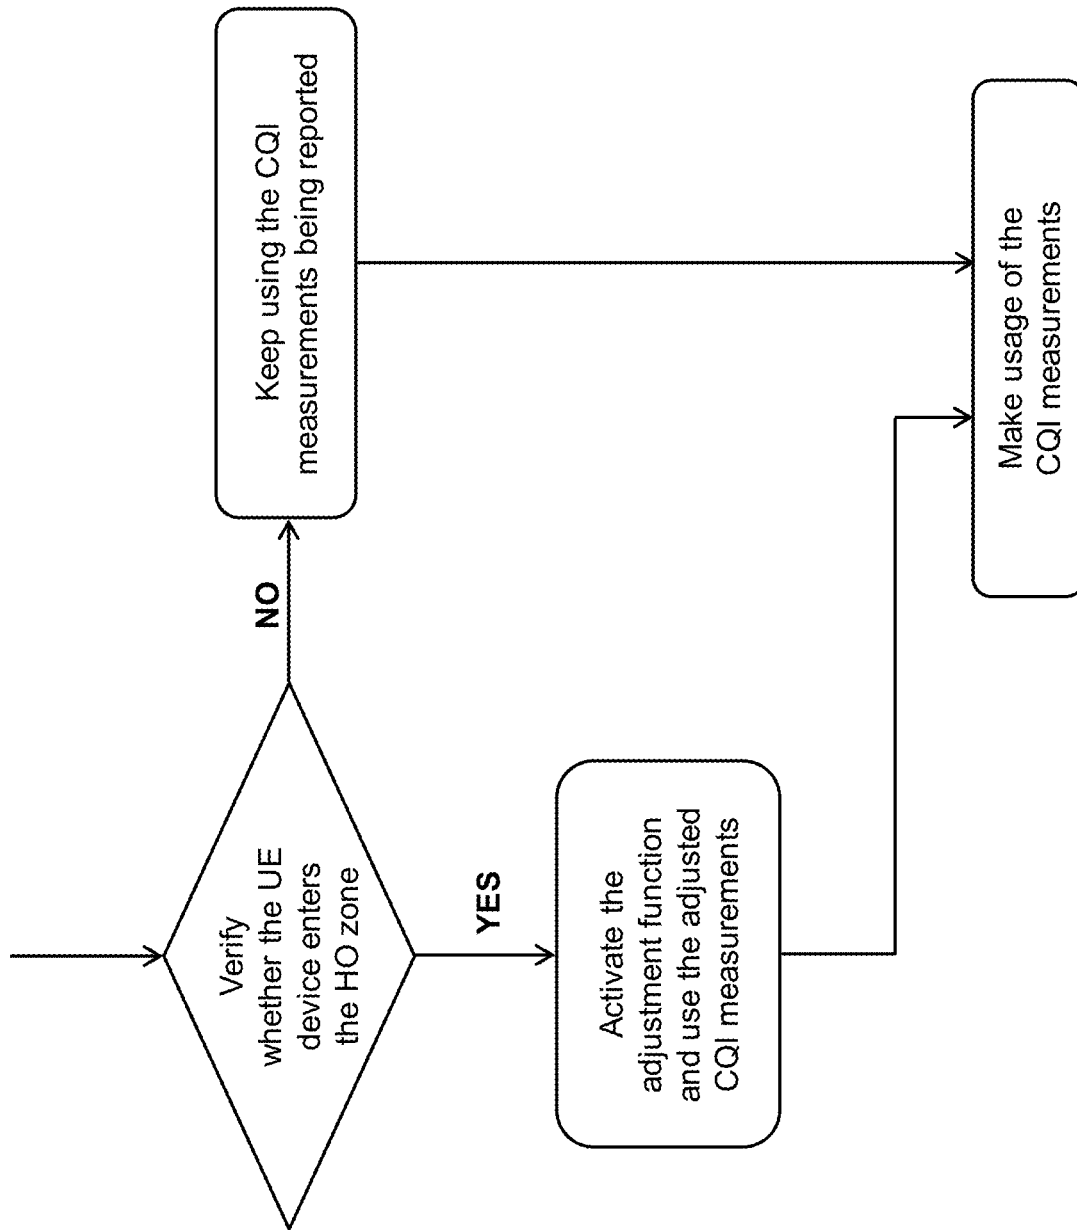 Verify
whether the UE
device enters
the HO zone
NO
Keep using the CQI
measurements being reported
YES
Activate the
adjustment function
and use the adjusted
CQI measurements
Make usage of the
CQI measurements